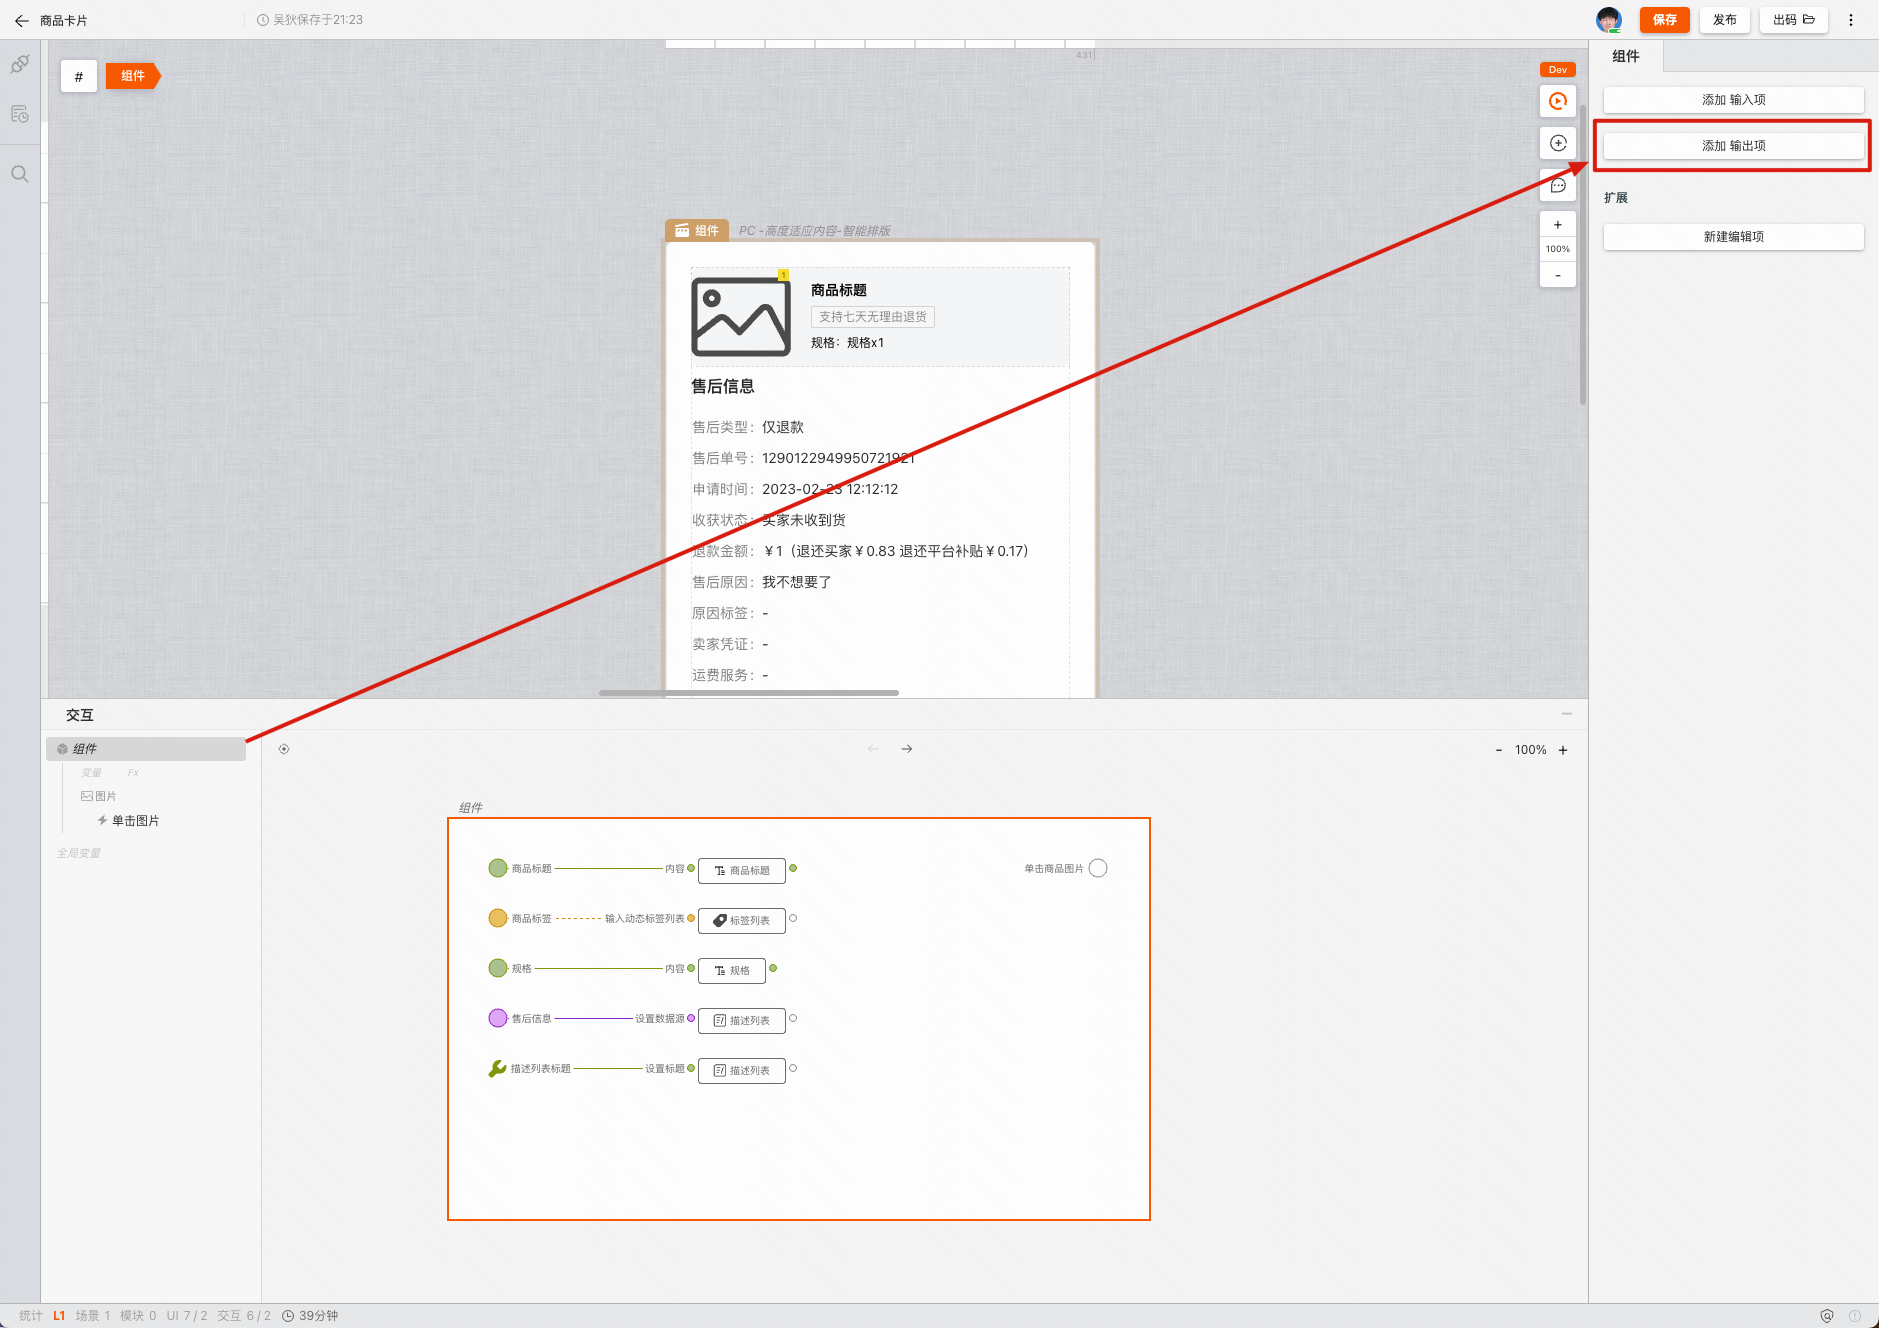 商品卡片
吴狄保存于21:23
保存
发布
出码
#
组件
431
Dev
100%
组件
添加 输入项
添加 输出项
扩展
新建编辑项
组件
PC -高度适应内容-智能排版
1
商品标题
支持七天无理由退货
规格：规格x1
售后信息
售后类型：仅退款
售后单号：1290122949950721921
申请时间：2023-02-23 12:12:12
收获状态：买家未收到货
退款金额：￥1（退还买家￥0.83 退还平台补贴￥0.17）
售后原因：我不想要了
原因标签：-
卖家凭证：-
运费服务：-
交互
组件
变量 Fx
图片
单击图片
全局变量
- 100% +
组件
商品标题 内容 商品标题
单击商品图片
商品标签 输入动态标签列表 标签列表
规格 内容 规格
售后信息 设置数据源 描述列表
描述列表标题 设置标题 描述列表
统计 L1 场景 1 模块 0 UI 7 / 2 交互 6 / 2 39分钟